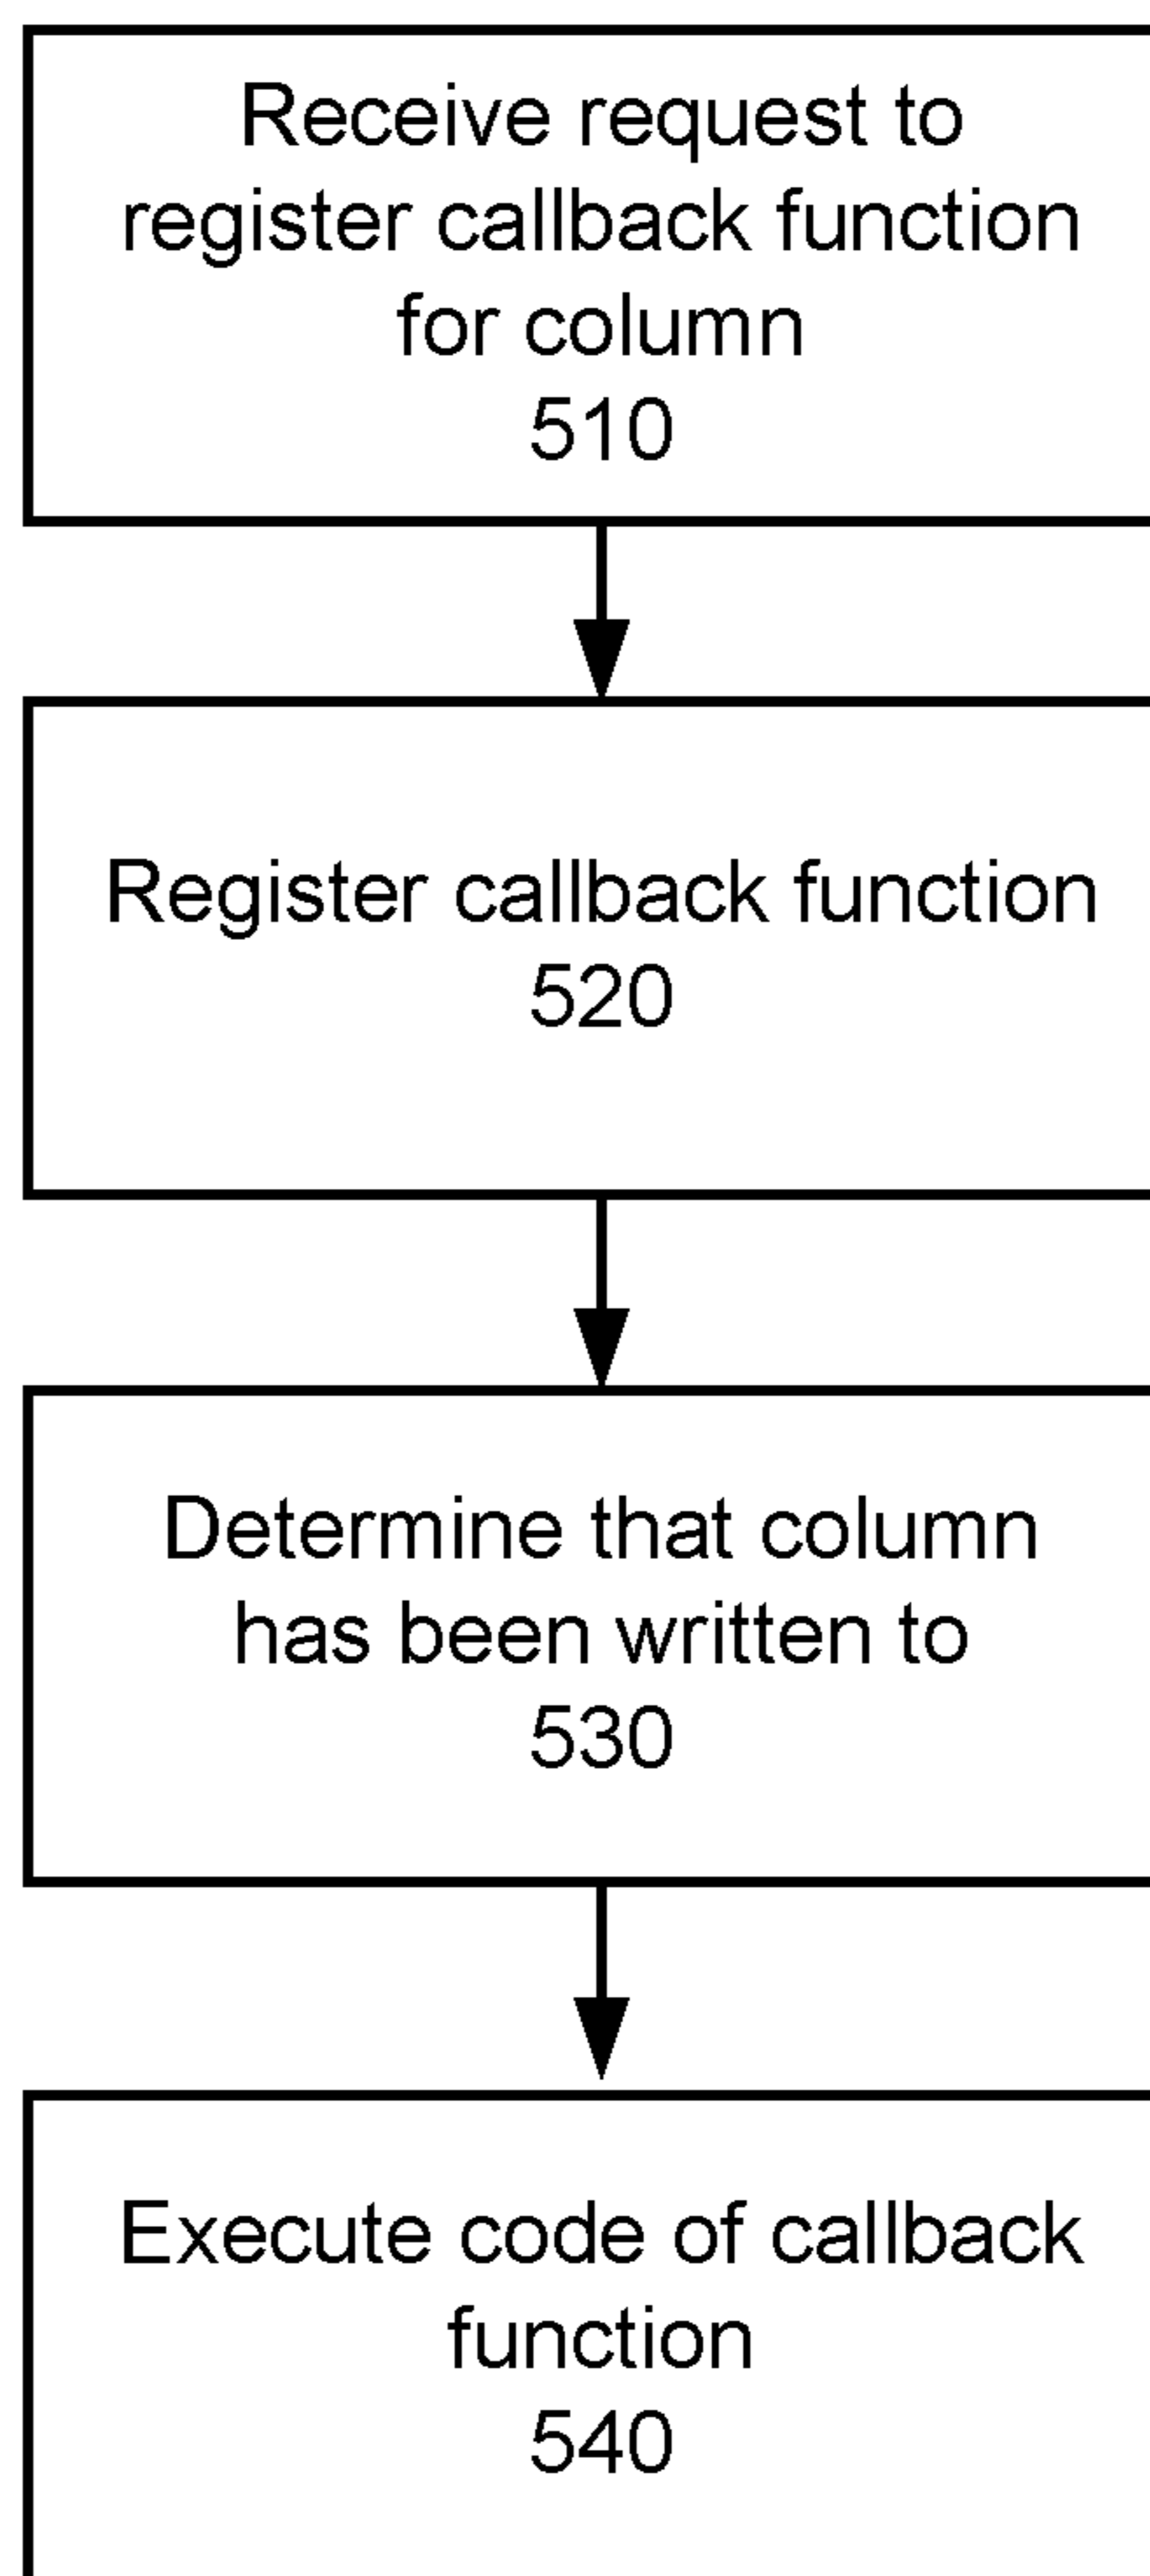 Receive request to
register callback function
for column
510
Register callback function
520
Determine that column
has been written to
530
Execute code of callback
function
540